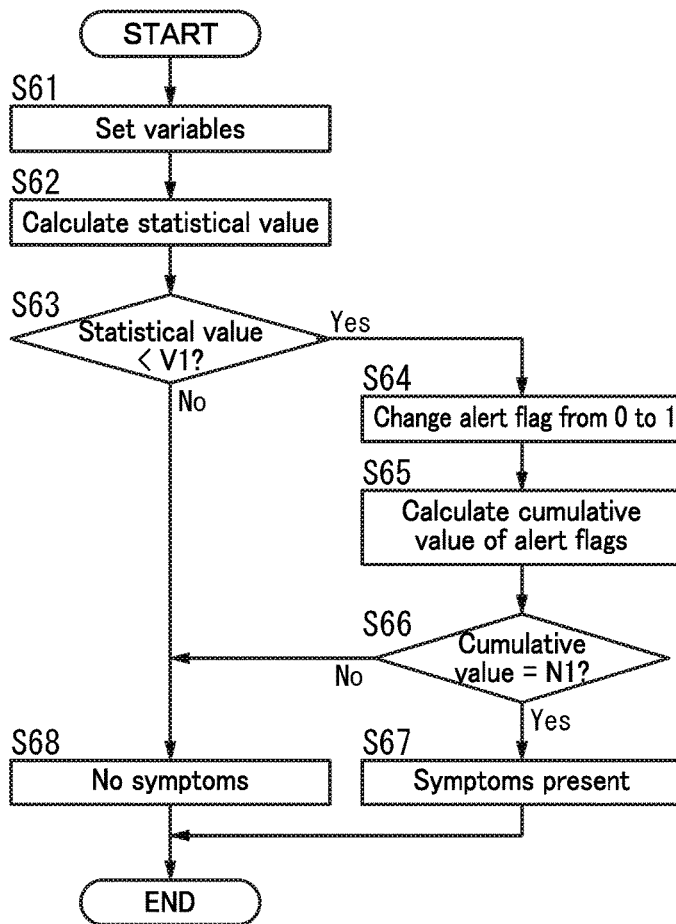 START
S61
Set variables
S62
Calculate statistical value
S63
Statistical value
< V1?
Yes
No
S64
Change alert flag from 0 to 1
S65
Calculate cumulative
value of alert flags
S66
Cumulative
value = N1?
No
Yes
S68
No symptoms
S67
Symptoms present
END